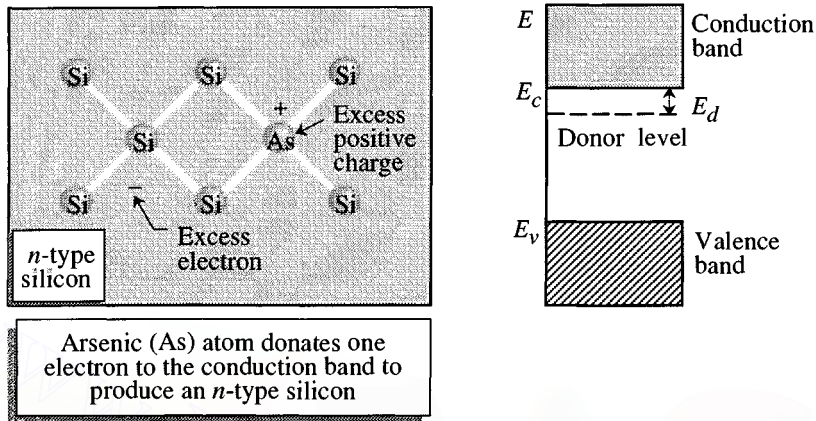 Si
Si
Si
+
Excess
positive
charge
Si
As
Si
Si
Si
−
Excess
electron
n-type
silicon
Arsenic (As) atom donates one
electron to the conduction band to
produce an n-type silicon
E
Conduction
band
E_c
E_d
Donor level
E_v
Valence
band